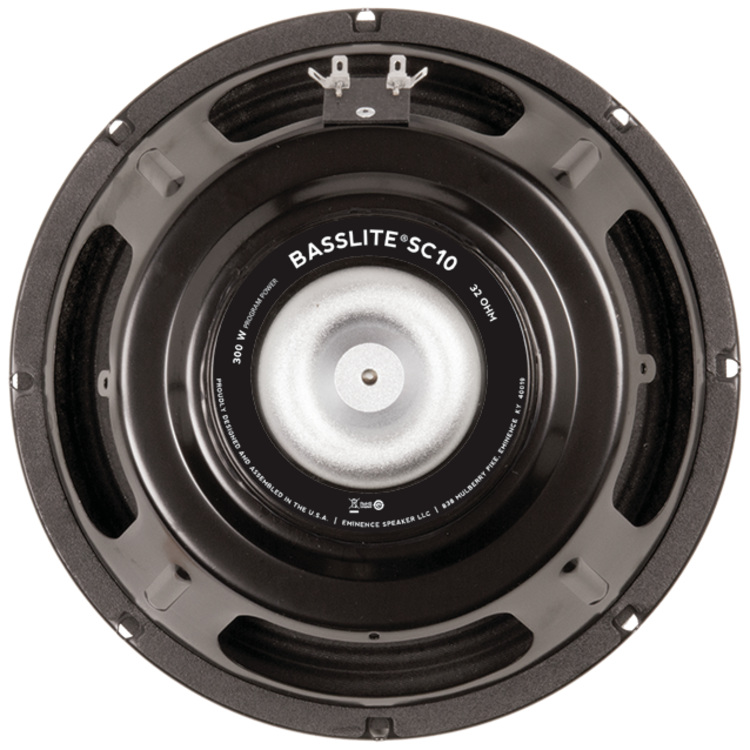 BASSLITE® SC10
300 W PROGRAM POWER
32 OHM
PROUDLY DESIGNED AND ASSEMBLED IN THE U.S.A. | EMINENCE SPEAKER LLC | 838 MULBERRY PIKE, EMINENCE KY 40019